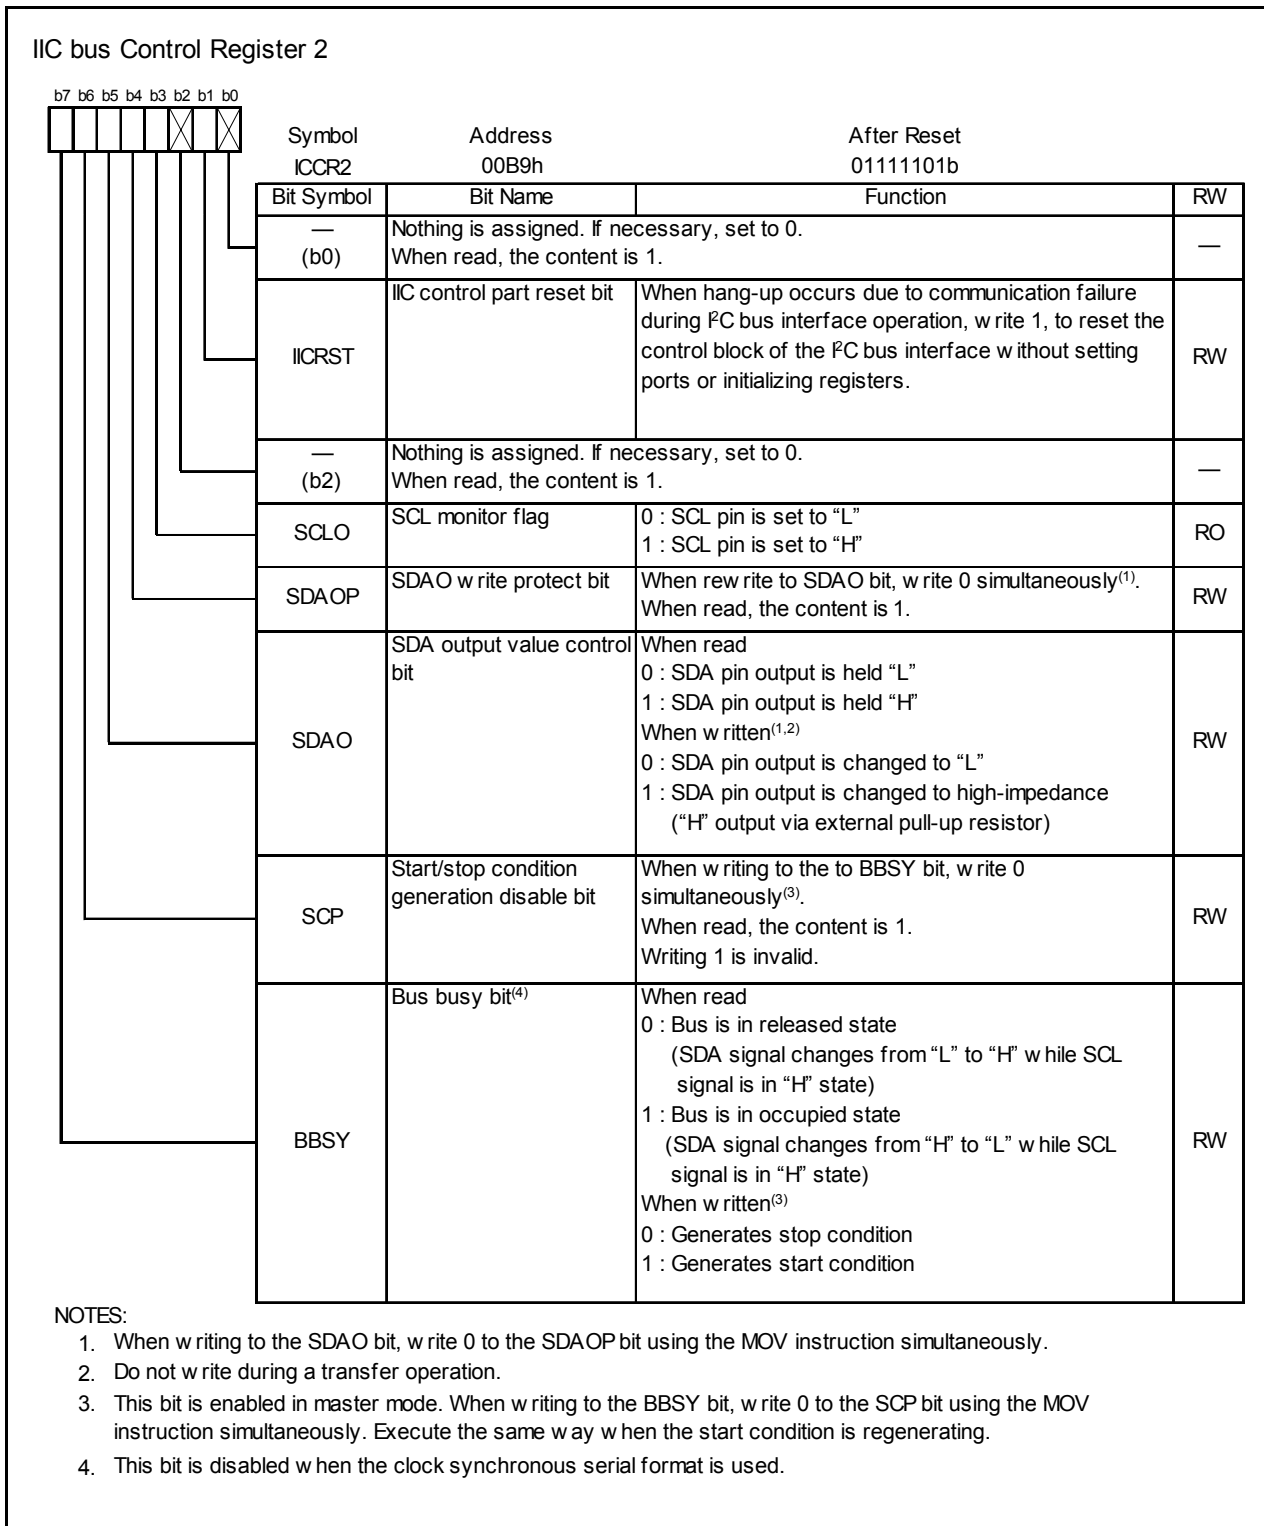 IIC bus Control Register 2
b7 b6 b5 b4 b3 b2 b1 b0
Symbol Address After Reset
ICCR2 00B9h 01111101b
Bit Symbol Bit Name Function RW
—
(b0)
Nothing is assigned. If necessary, set to 0.
When read, the content is 1.
—
IICRST
IIC control part reset bit
When hang-up occurs due to communication failure
during I²C bus interface operation, write 1, to reset the
control block of the I²C bus interface without setting
ports or initializing registers.
RW
—
(b2)
Nothing is assigned. If necessary, set to 0.
When read, the content is 1.
—
SCLO
SCL monitor flag
0 : SCL pin is set to “L”
1 : SCL pin is set to “H”
RO
SDAOP
SDAO write protect bit
When rewrite to SDAO bit, write 0 simultaneously(1).
When read, the content is 1.
RW
SDAO
SDA output value control
bit
When read
0 : SDA pin output is held “L”
1 : SDA pin output is held “H”
When written(1,2)
0 : SDA pin output is changed to “L”
1 : SDA pin output is changed to high-impedance
(“H” output via external pull-up resistor)
RW
SCP
Start/stop condition
generation disable bit
When writing to the to BBSY bit, write 0
simultaneously(3).
When read, the content is 1.
Writing 1 is invalid.
RW
BBSY
Bus busy bit(4)
When read
0 : Bus is in released state
(SDA signal changes from “L” to “H” while SCL
signal is in “H” state)
1 : Bus is in occupied state
(SDA signal changes from “H” to “L” while SCL
signal is in “H” state)
When written(3)
0 : Generates stop condition
1 : Generates start condition
RW
NOTES:
1. When writing to the SDAO bit, write 0 to the SDAOP bit using the MOV instruction simultaneously.
2. Do not write during a transfer operation.
3. This bit is enabled in master mode. When writing to the BBSY bit, write 0 to the SCP bit using the MOV
instruction simultaneously. Execute the same way when the start condition is regenerating.
4. This bit is disabled when the clock synchronous serial format is used.